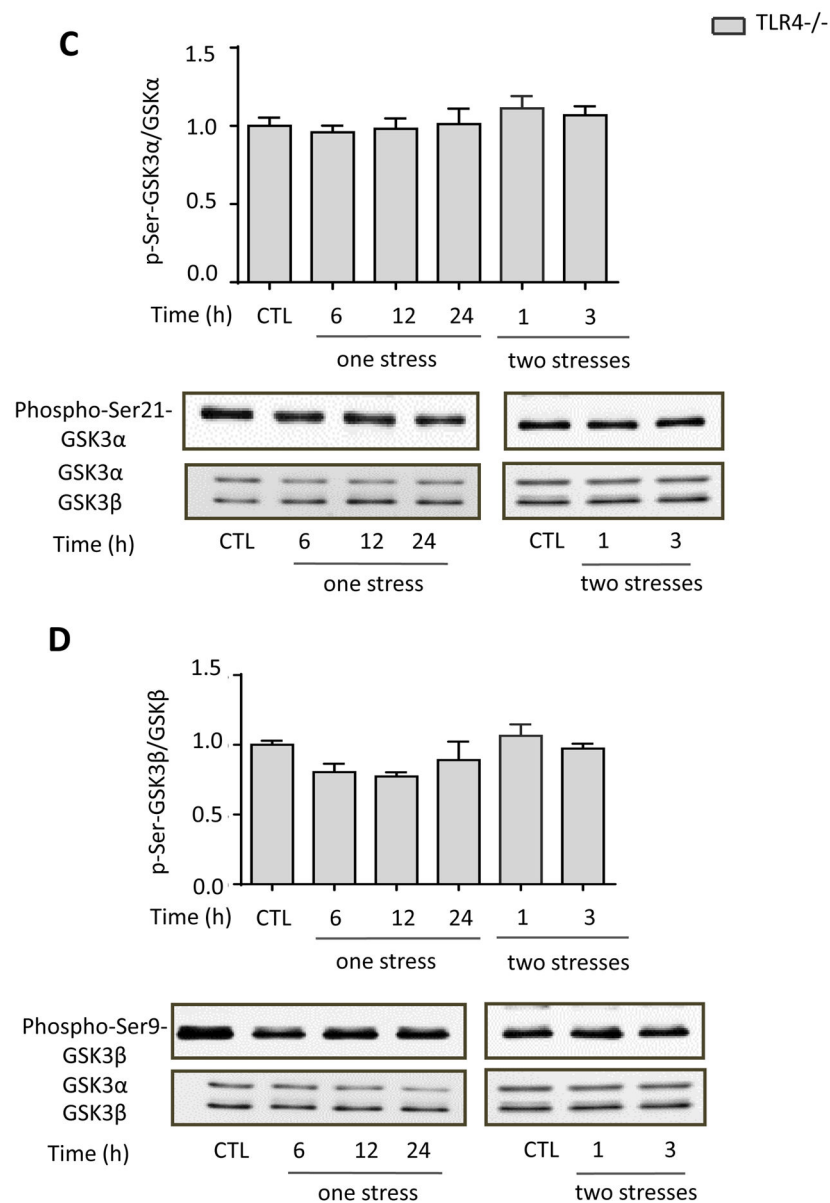 TLR4-/-
C
p-Ser-GSK3α/GSKα
1.5
1.0
0.5
0.0
Time (h) CTL 6 12 24 1 3
one stress two stresses
Phospho-Ser21-
GSK3α
GSK3α
GSK3β
Time (h) CTL 6 12 24 CTL 1 3
one stress two stresses
D
p-Ser-GSK3β/GSKβ
1.5
1.0
0.5
0.0
Time (h) CTL 6 12 24 1 3
one stress two stresses
Phospho-Ser9-
GSK3β
GSK3α
GSK3β
Time (h) CTL 6 12 24 CTL 1 3
one stress two stresses